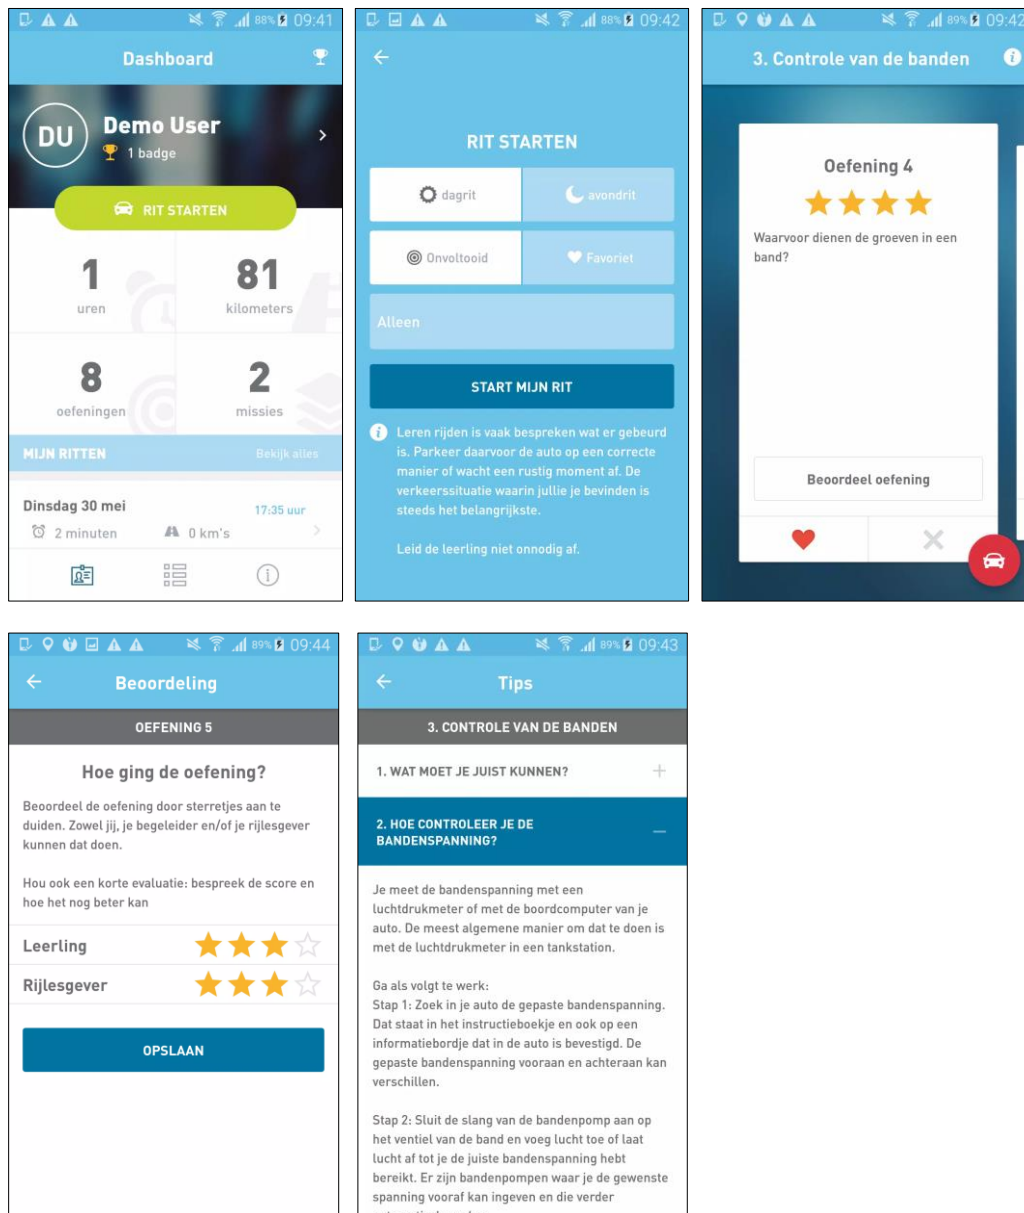 88% 09:41
Dashboard
DU
Demo User
1 badge
RIT STARTEN
1
uren
81
kilometers
8
oefeningen
2
missies
MIJN RITTEN
Bekijk alles
Dinsdag 30 mei
17:35 uur
2 minuten
0 km's
88% 09:42
RIT STARTEN
dagrit
avondrit
Onvoltooid
Favoriet
Alleen
START MIJN RIT
Leren rijden is vaak bespreken wat er gebeurd
is. Parkeer daarvoor de auto op een correcte
manier of wacht een rustig moment af. De
verkeerssituatie waarin jullie je bevinden is
steeds het belangrijkste.
Leid de leerling niet onnodig af.
89% 09:42
3. Controle van de banden
Oefening 4
Waarvoor dienen de groeven in een
band?
Beoordeel oefening
89% 09:44
Beoordeling
OEFENING 5
Hoe ging de oefening?
Beoordeel de oefening door sterretjes aan te
duiden. Zowel jij, je begeleider en/of je rijlesgever
kunnen dat doen.
Hou ook een korte evaluatie: bespreek de score en
hoe het nog beter kan
Leerling
Rijlesgever
OPSLAAN
89% 09:43
Tips
3. CONTROLE VAN DE BANDEN
1. WAT MOET JE JUIST KUNNEN?
2. HOE CONTROLEER JE DE
BANDENSPANNING?
Je meet de bandenspanning met een
luchtdrukmeter of met de boordcomputer van je
auto. De meest algemene manier om dat te doen is
met de luchtdrukmeter in een tankstation.
Ga als volgt te werk:
Stap 1: Zoek in je auto de gepaste bandenspanning.
Dat staat in het instructieboekje en ook op een
informatiebordje dat in de auto is bevestigd. De
gepaste bandenspanning vooraan en achteraan kan
verschillen.
Stap 2: Sluit de slang van de bandenpomp aan op
het ventiel van de band en voeg lucht toe of laat
lucht af tot je de juiste bandenspanning hebt
bereikt. Er zijn bandenpompen waar je de gewenste
spanning vooraf kan ingeven en die verder